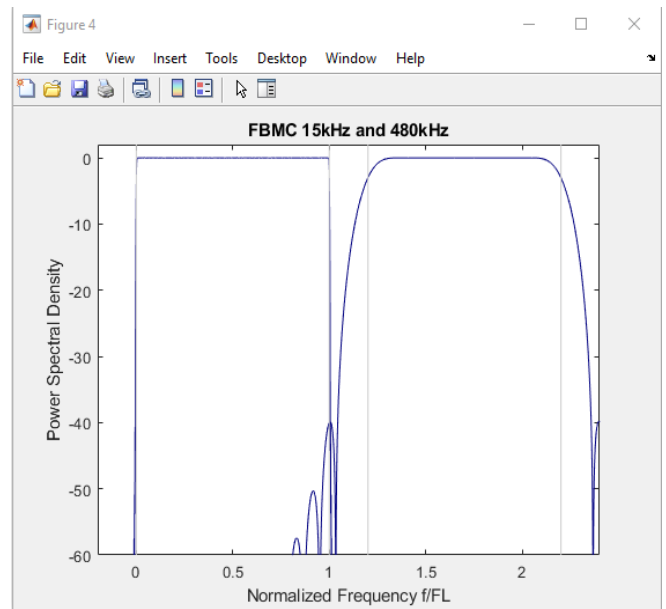 Figure 4
File Edit View Insert Tools Desktop Window Help
FBMC 15kHz and 480kHz
Power Spectral Density
0
-10
-20
-30
-40
-50
-60
0 0.5 1 1.5 2
Normalized Frequency f/FL